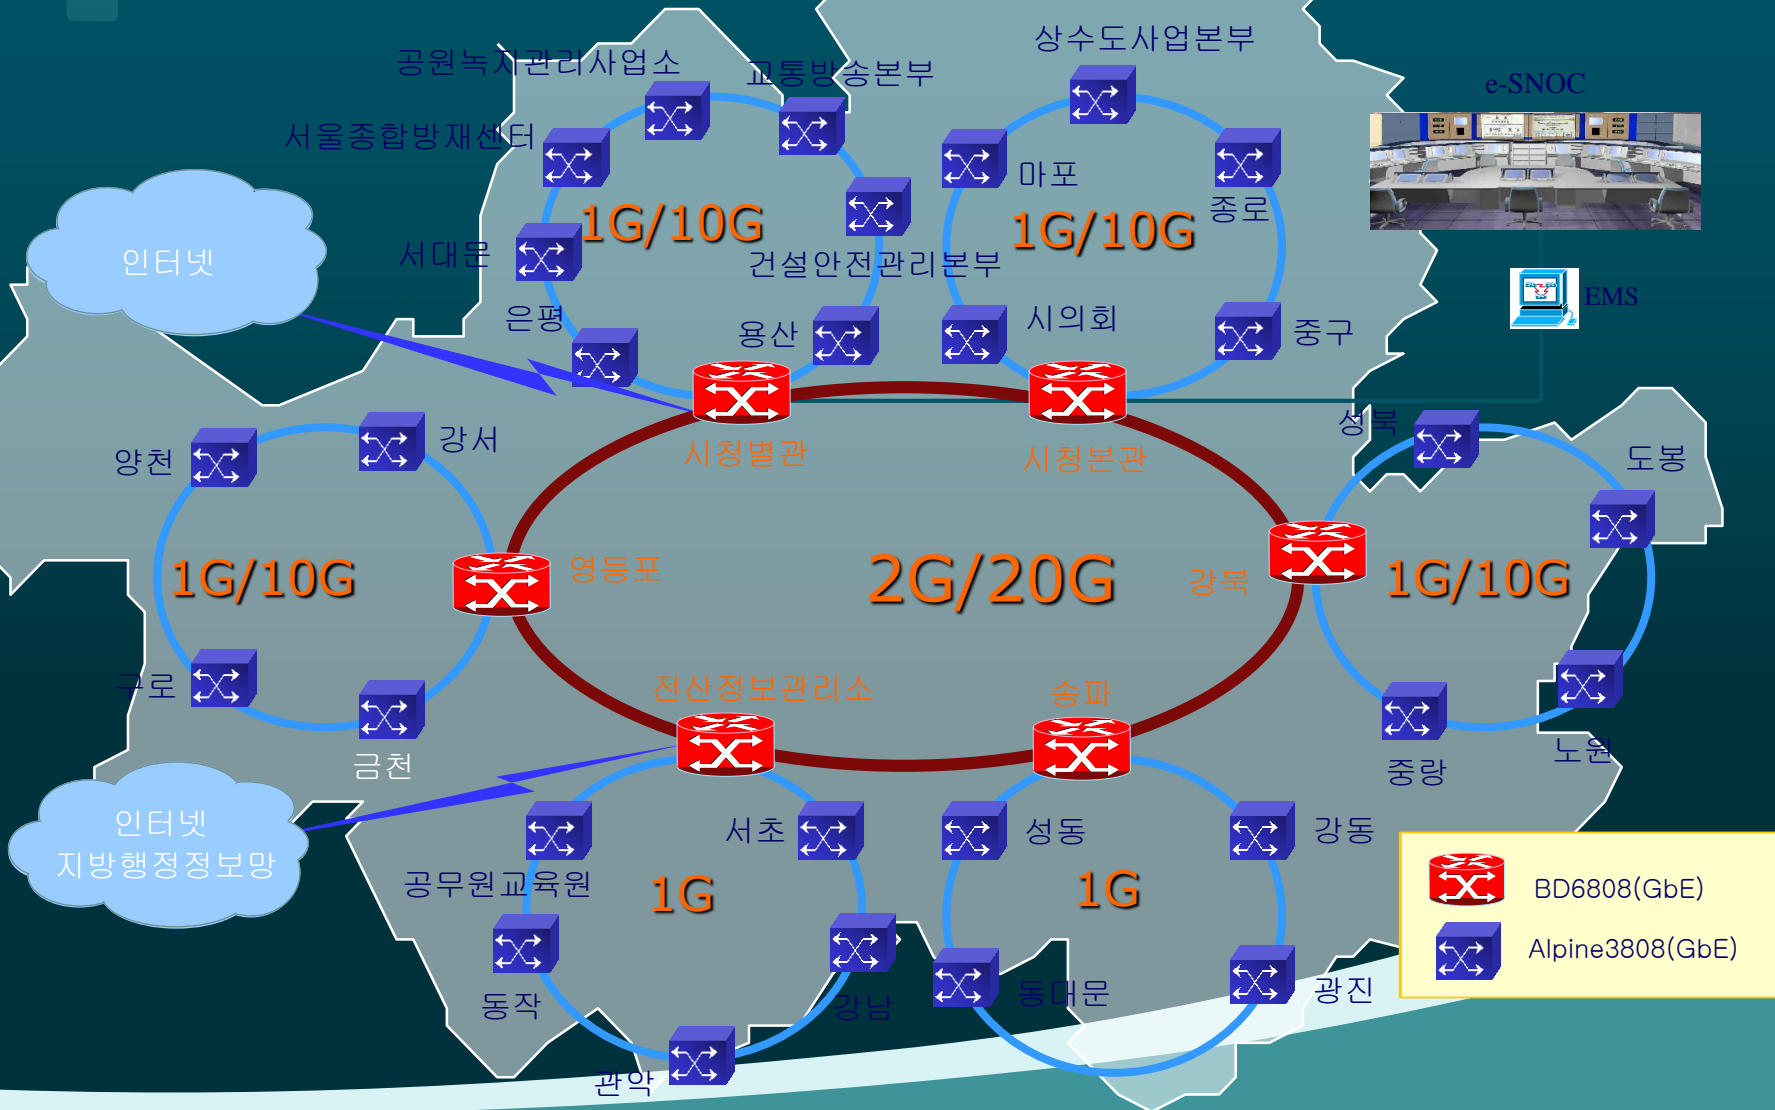 상수도사업본부
공원녹지관리사업소
교통방송본부
e-SNOC
서울종합방재센터
마포
종로
1G/10G
1G/10G
서대문
인터넷
건설안전관리본부
EMS
은평
용산
시의회
중구
성북
강서
양천
시청별관
시청본관
도봉
영등포
2G/20G
강북
1G/10G
1G/10G
구로
전산정보관리소
송파
금천
노원
중랑
인터넷
지방행정정보망
서초
성동
강동
공무원교육원
1G
1G
BD6808(GbE)
Alpine3808(GbE)
동작
강남
동대문
광진
관악